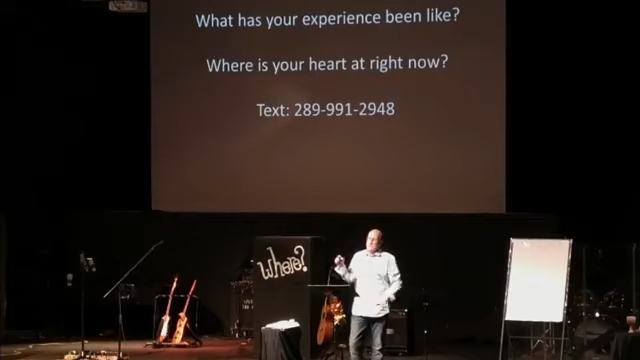 What has your experience been like?
Where is your heart at right now?
Text: 289-991-2948
where?